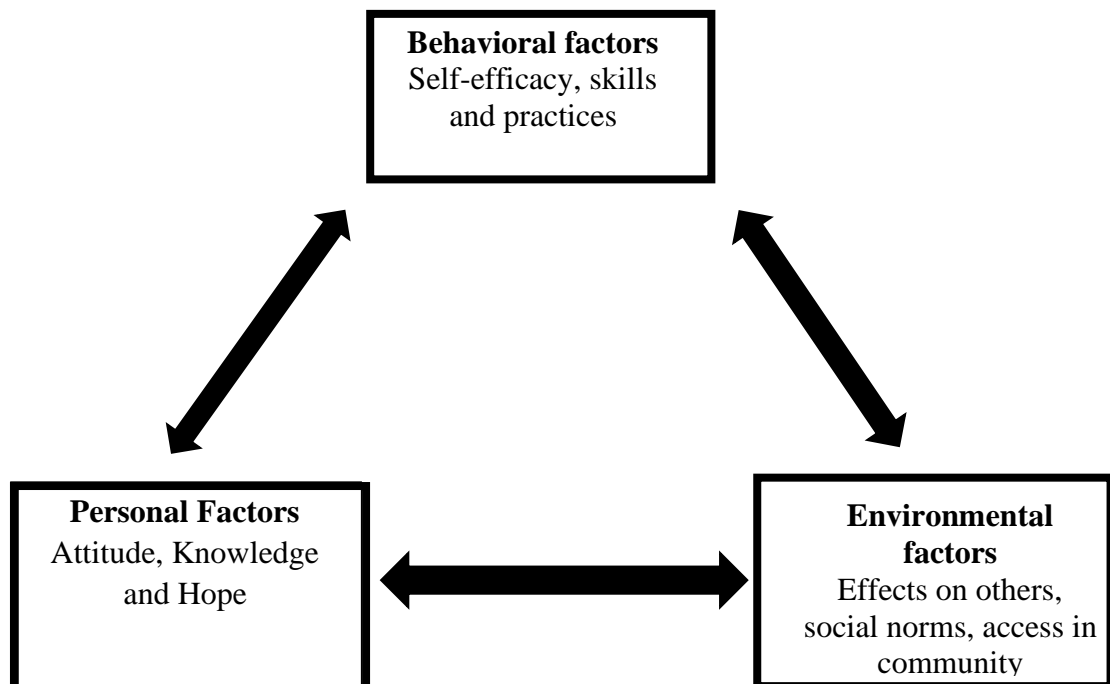 Behavioral factors
Self-efficacy, skills
and practices
Personal Factors
Attitude, Knowledge
and Hope
Environmental
factors
Effects on others,
social norms, access in
community